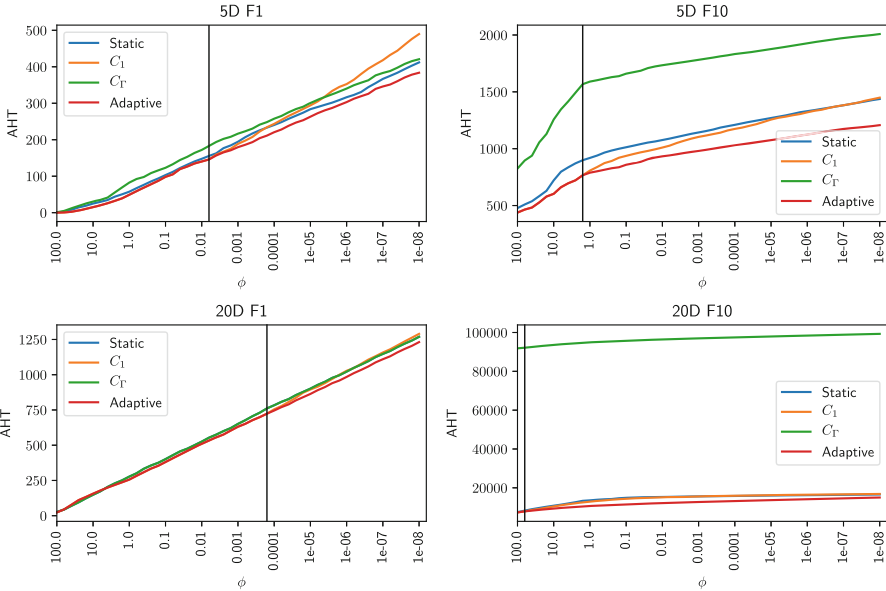 5D F1
AHT
500
400
300
200
100
0
Static
C₁
C_Γ
Adaptive
100.0
10.0
1.0
0.1
0.01
0.001
0.0001
1e-05
1e-06
1e-07
1e-08
ϕ
5D F10
AHT
2000
1500
1000
500
Static
C₁
C_Γ
Adaptive
100.0
10.0
1.0
0.1
0.01
0.001
0.0001
1e-05
1e-06
1e-07
1e-08
ϕ
20D F1
AHT
1250
1000
750
500
250
0
Static
C₁
C_Γ
Adaptive
100.0
10.0
1.0
0.1
0.01
0.001
0.0001
1e-05
1e-06
1e-07
1e-08
ϕ
20D F10
AHT
100000
80000
60000
40000
20000
Static
C₁
C_Γ
Adaptive
100.0
10.0
1.0
0.1
0.01
0.001
0.0001
1e-05
1e-06
1e-07
1e-08
ϕ